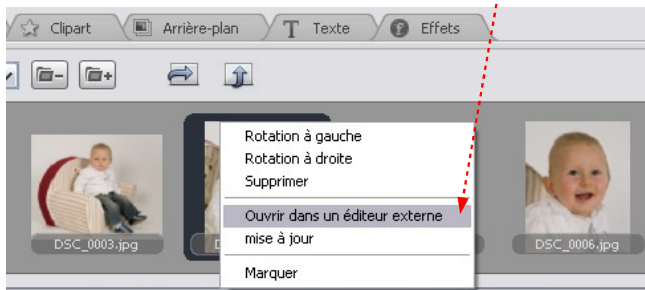 Clipart Arrière-plan T Texte Effets
Rotation à gauche
Rotation à droite
Supprimer
Ouvrir dans un éditeur externe
mise à jour
Marquer
DSC_0003.jpg DSC_0006.jpg